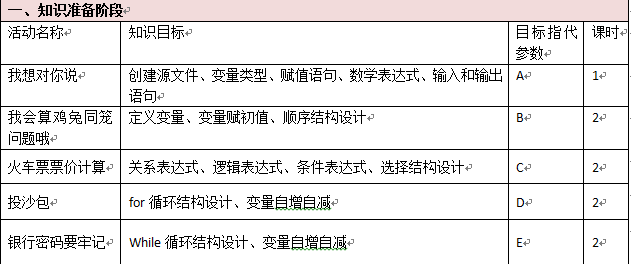 一、知识准备阶段
活动名称 知识目标 目标指代 课时
参数
我想对你说 创建源文件、变量类型、赋值语句、数学表达式、输入和输出 A 1
语句
我会算鸡兔同笼 定义变量、变量赋初值、顺序结构设计 B 2
问题哦
火车票票价计算 关系表达式、逻辑表达式、条件表达式、选择结构设计 C 2
投沙包 for 循环结构设计、变量自增自减 D 2
银行密码要牢记 While 循环结构设计、变量自增自减 E 2